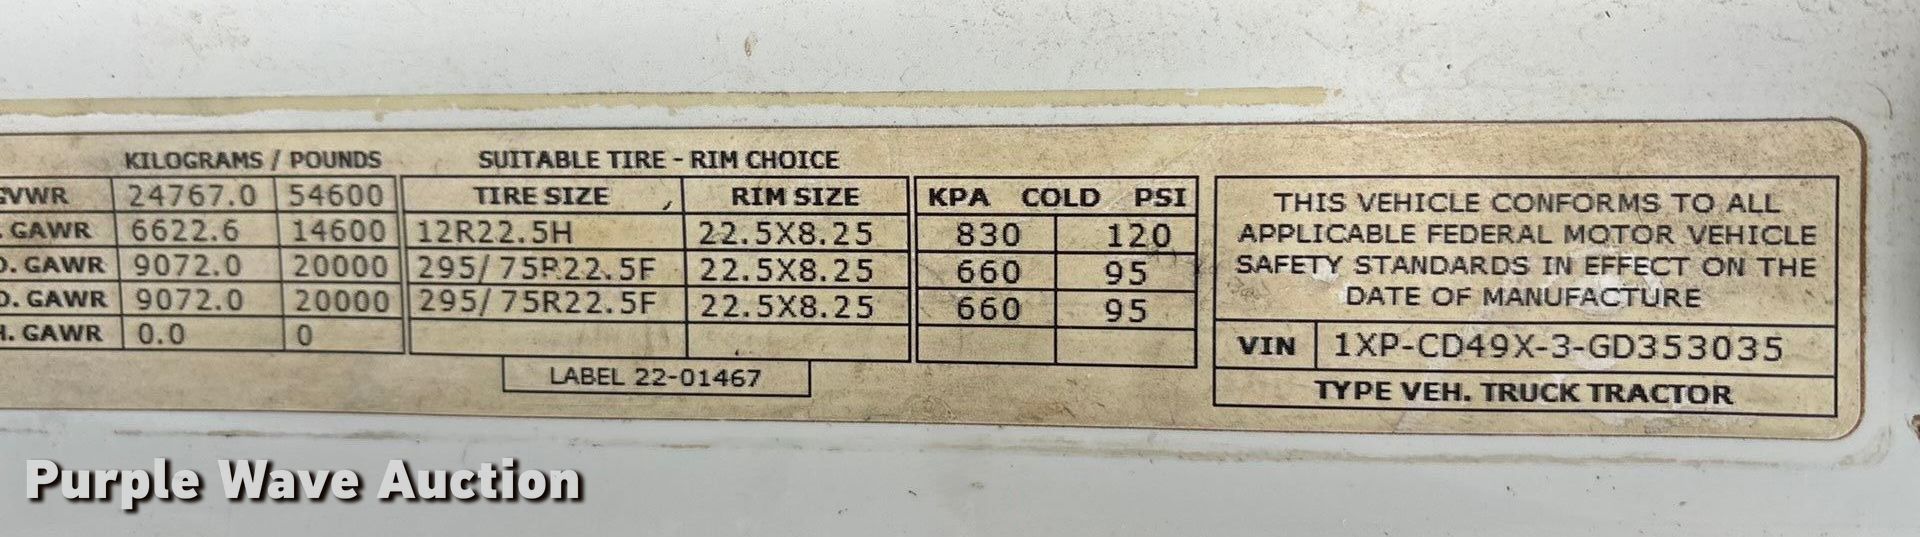 KILOGRAMS / POUNDS SUITABLE TIRE - RIM CHOICE
GVWR 24767.0 54600 TIRE SIZE RIM SIZE KPA COLD PSI
. GAWR 6622.6 14600 12R22.5H 22.5X8.25 830 120
D. GAWR 9072.0 20000 295/75R22.5F 22.5X8.25 660 95
D. GAWR 9072.0 20000 295/75R22.5F 22.5X8.25 660 95
H. GAWR 0.0 0
LABEL 22-01467
THIS VEHICLE CONFORMS TO ALL
APPLICABLE FEDERAL MOTOR VEHICLE
SAFETY STANDARDS IN EFFECT ON THE
DATE OF MANUFACTURE
VIN 1XP-CD49X-3-GD353035
TYPE VEH. TRUCK TRACTOR
Purple Wave Auction